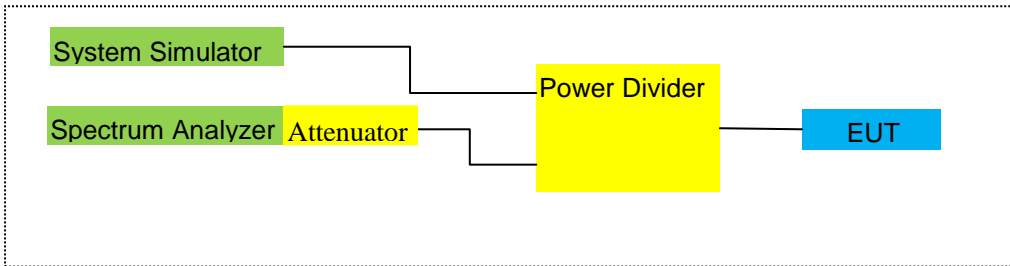 System Simulator
Power Divider
Spectrum Analyzer Attenuator
EUT